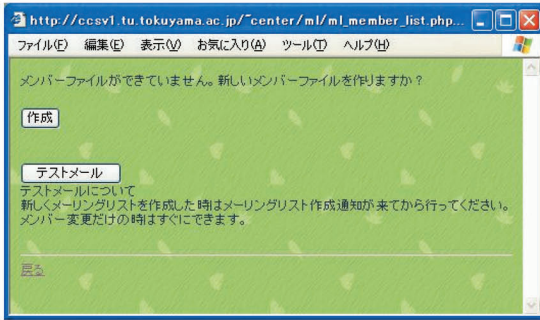 http://ccsv1.tu.tokuyama.ac.jp/~center/ml/ml_member_list.php...
ファイル(F) 編集(E) 表示(V) お気に入り(A) ツール(T) ヘルプ(H)
メンバーファイルができていません。新しいメンバーファイルを作りますか？
作成
テストメール
テストメールについて
新しくメーリングリストを作成した時はメーリングリスト作成通知が来てから行ってください。
メンバー変更だけの時はすぐにできます。
戻る